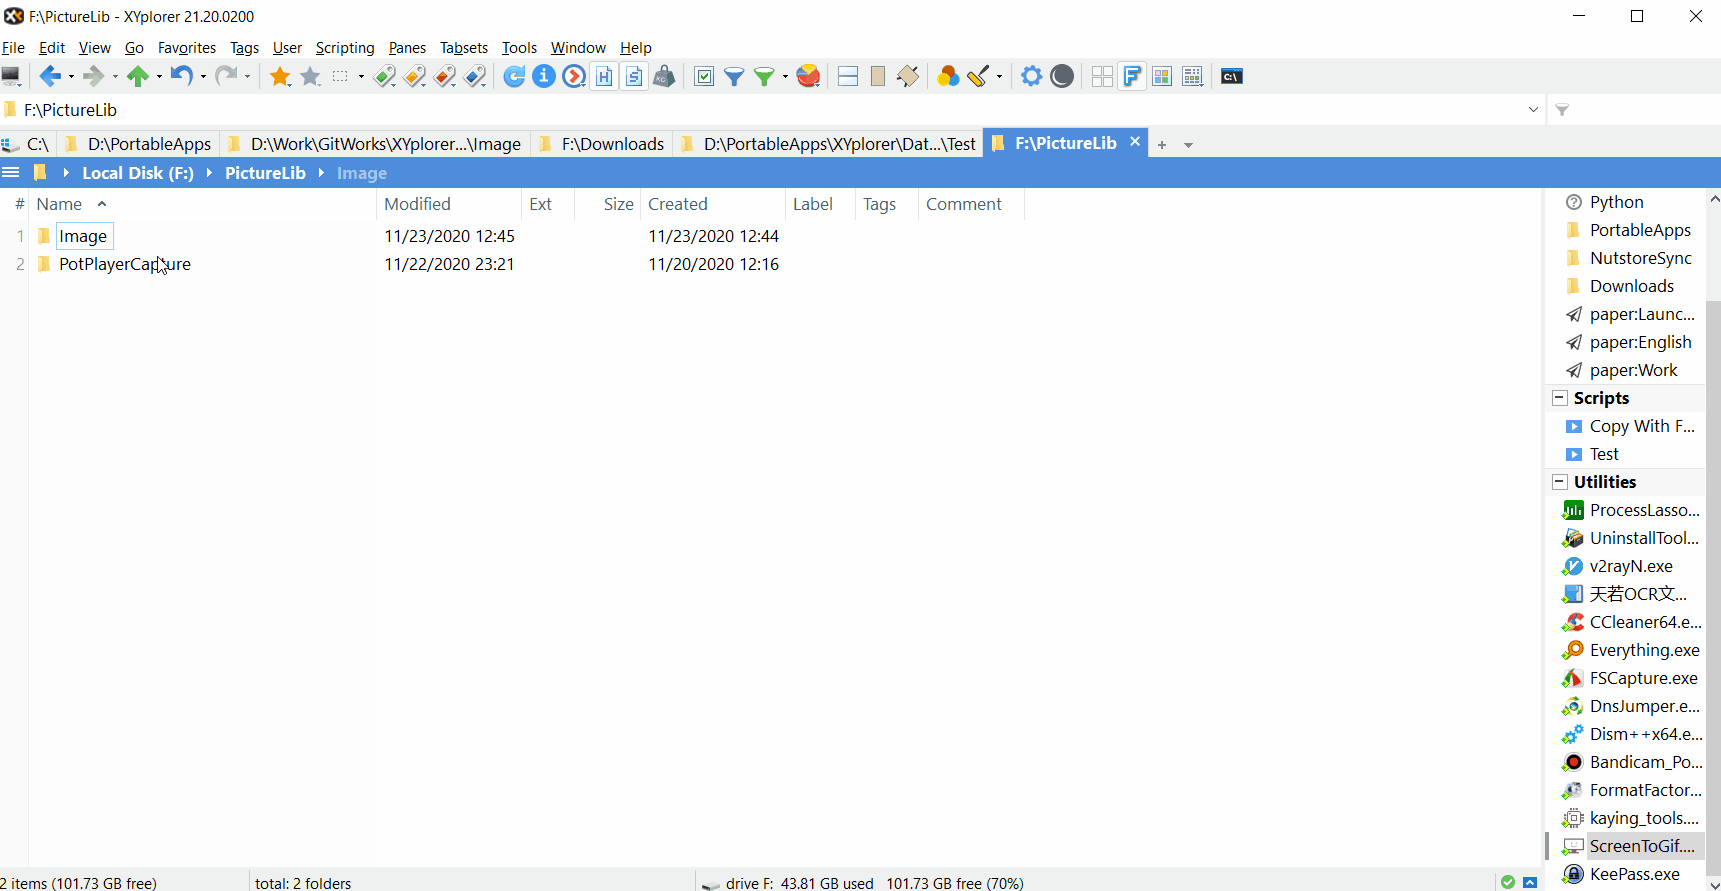 F:\PictureLib - XYplorer 21.20.0200
File Edit View Go Favorites Tags User Scripting Panes Tabsets Tools Window Help
F:\PictureLib
C:\ D:\PortableApps D:\Work\GitWorks\XYplorer...\Image F:\Downloads D:\PortableApps\XYplorer\Dat...\Test F:\PictureLib
Local Disk (F:) PictureLib Image
# Name Modified Ext Size Created Label Tags Comment
1 Image 11/23/2020 12:45 11/23/2020 12:44
2 PotPlayerCapture 11/22/2020 23:21 11/20/2020 12:16
Python
PortableApps
NutstoreSync
Downloads
paper:Launc...
paper:English
paper:Work
Scripts
Copy With F...
Test
Utilities
ProcessLasso...
UninstallTool...
v2rayN.exe
天若OCR文...
CCleaner64.e...
Everything.exe
FSCapture.exe
DnsJumper.e...
Dism++x64.e...
Bandicam_Po...
FormatFactor...
kaying_tools....
ScreenToGif....
KeePass.exe
2 items (101.73 GB free) total: 2 folders drive F: 43.81 GB used 101.73 GB free (70%)